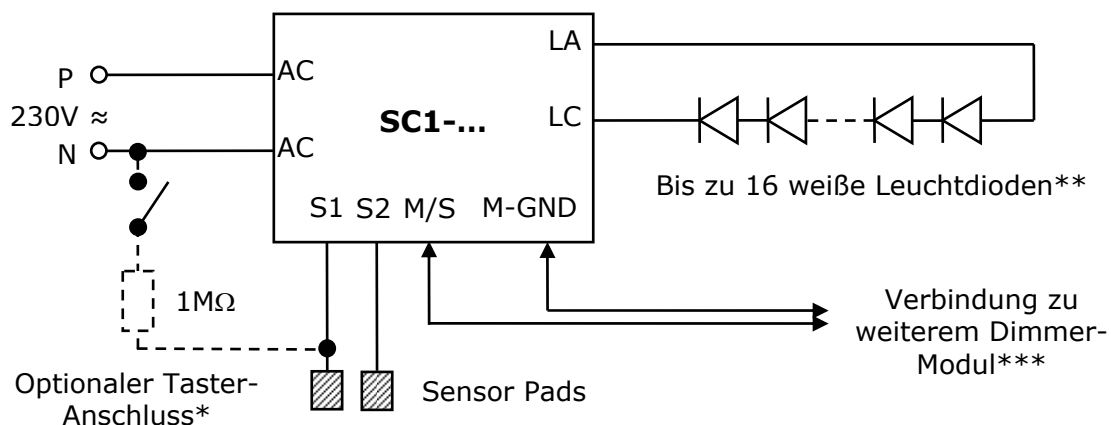 LA
P
AC
230V ≈
SC1-...
LC
N
AC
Bis zu 16 weiße Leuchtdioden**
S1 S2 M/S M-GND
1MΩ
Verbindung zu
weiterem Dimmer-
Modul***
Optionaler Taster-
Anschluss*
Sensor Pads